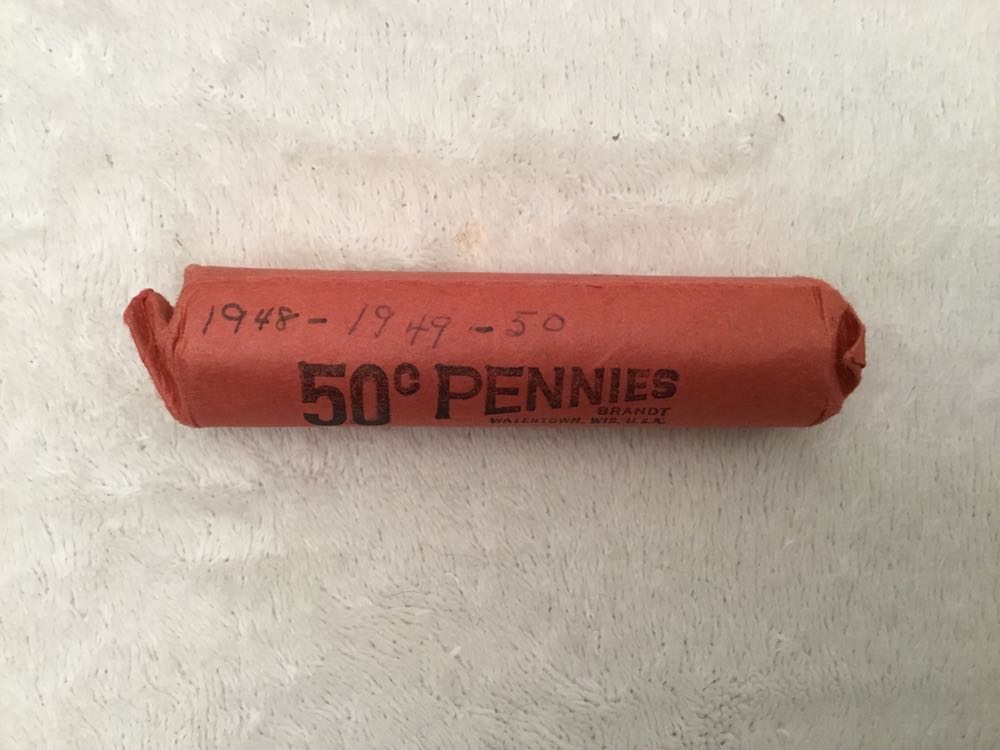 1948 - 1949 - 50
50c PENNIES
BRANDT
WATERTOWN, WIS. U.S.A.